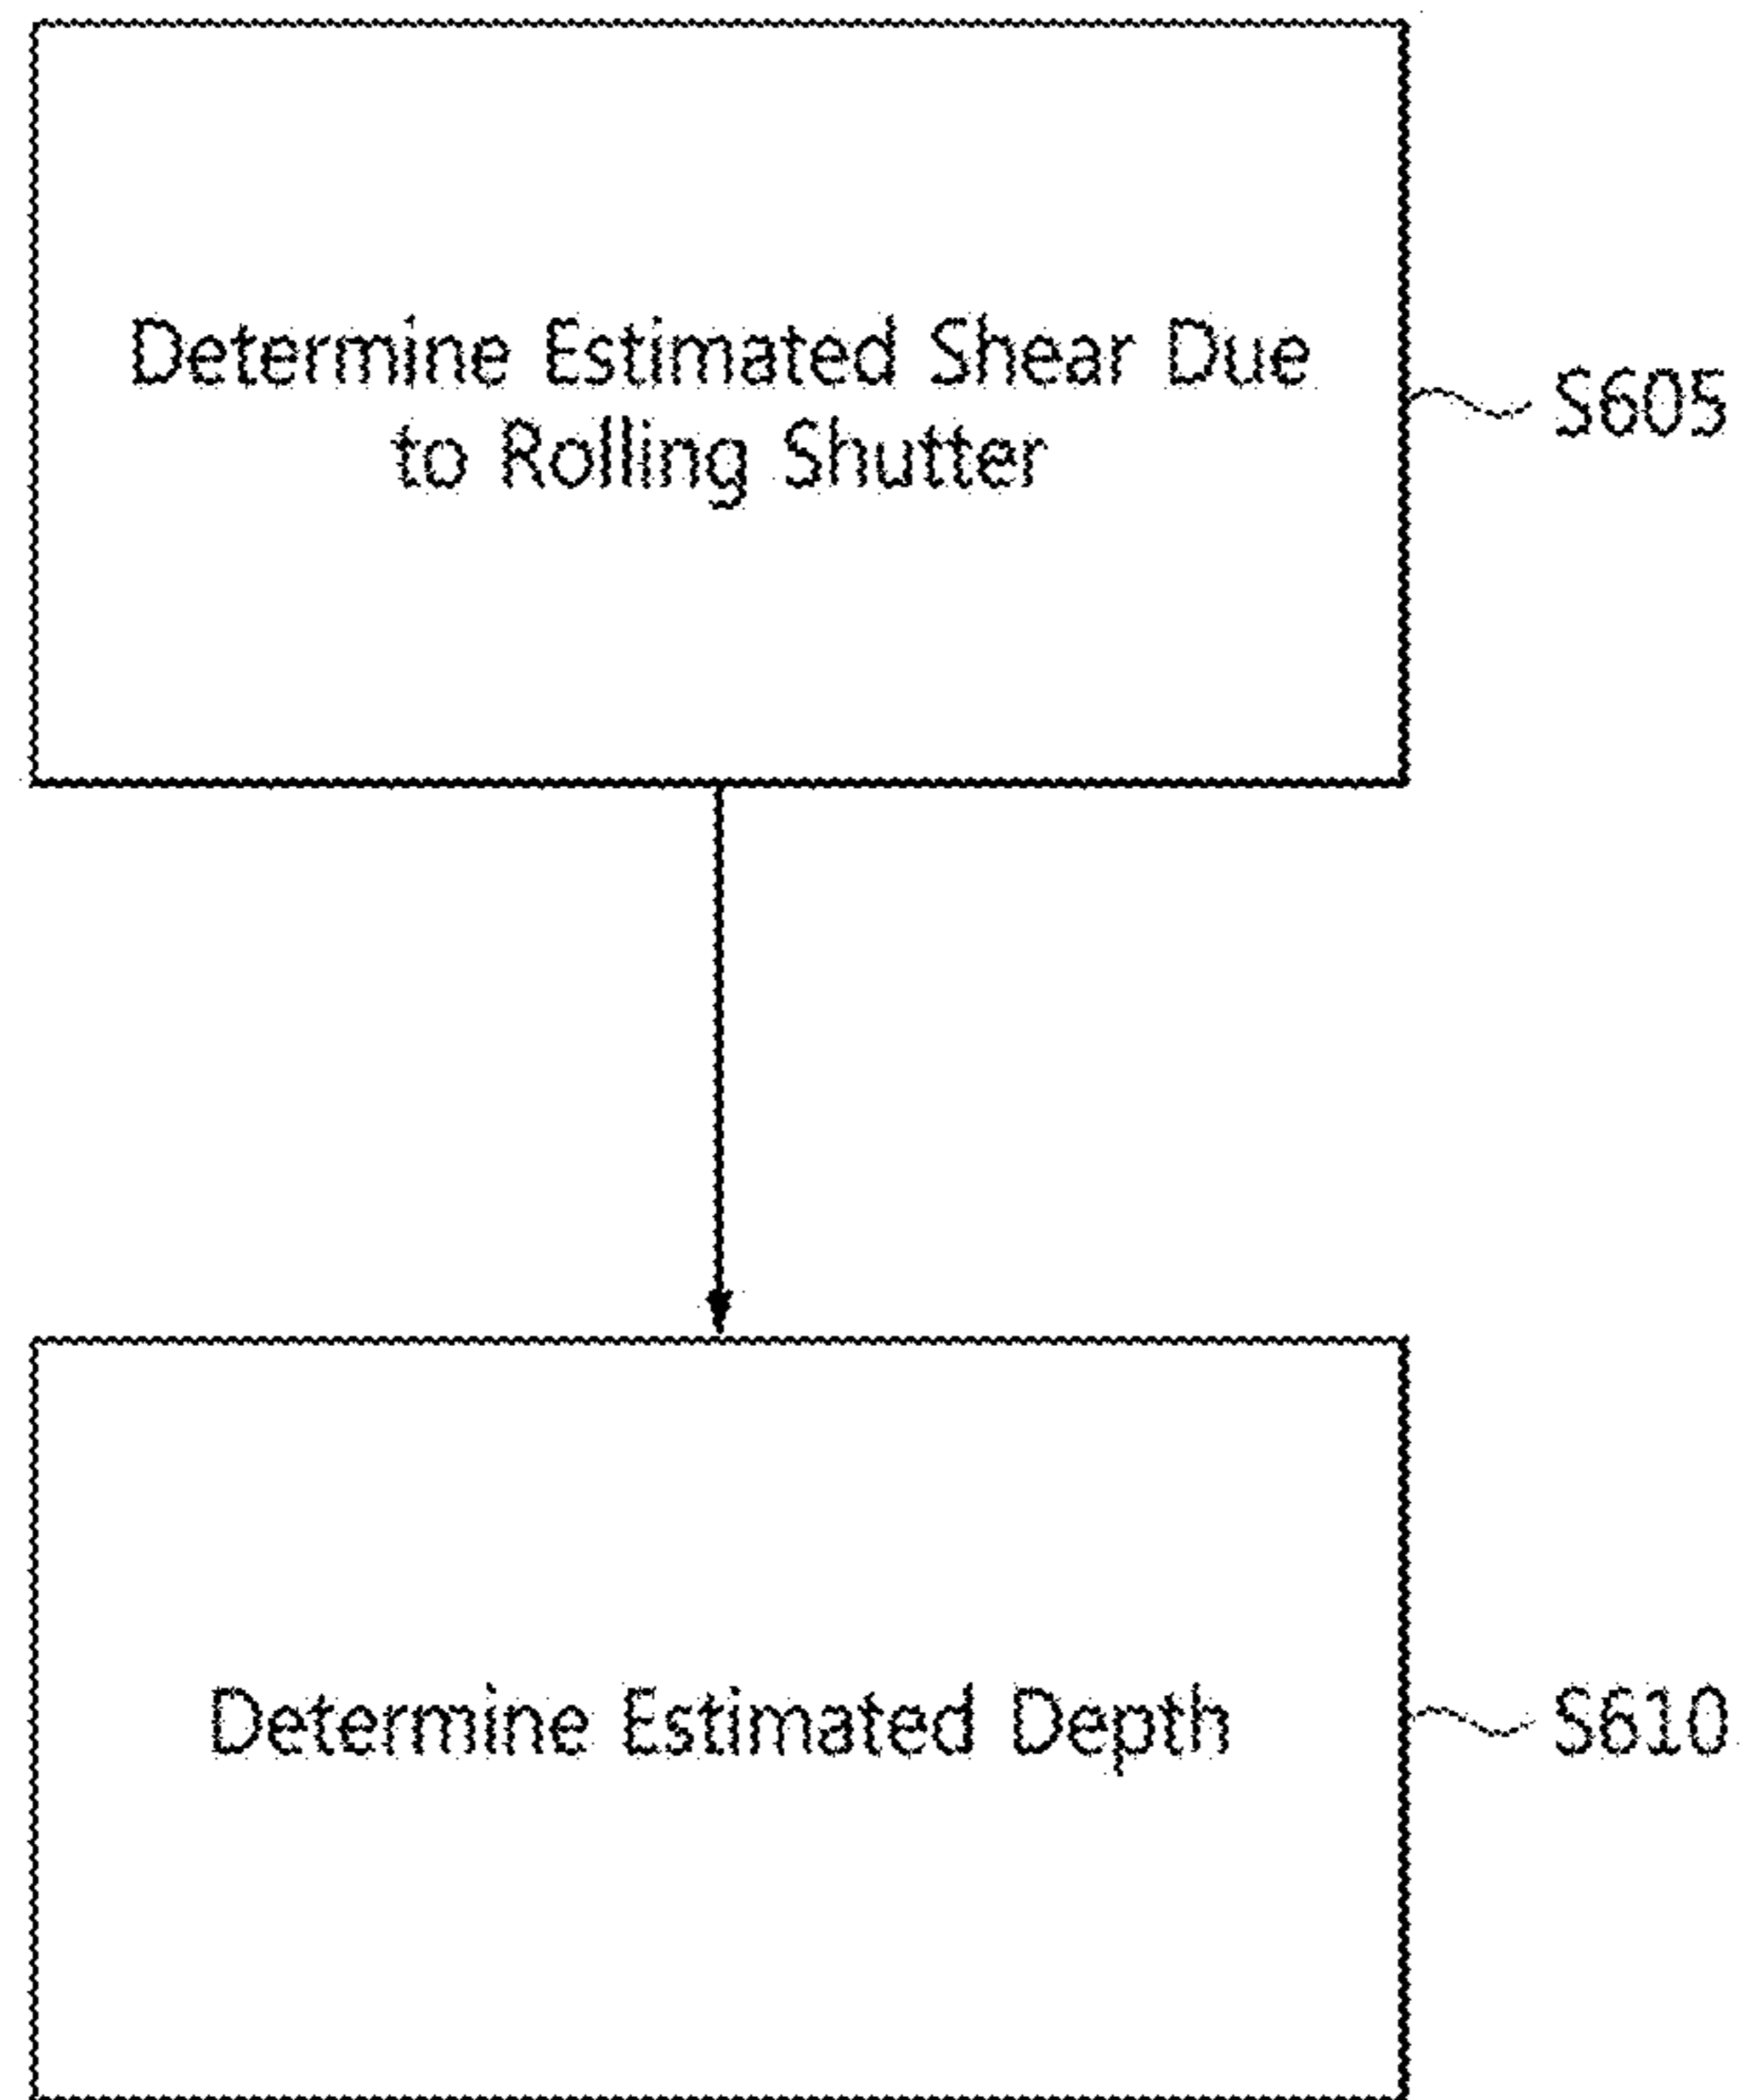 Determine Estimated Shear Due
to Rolling Shutter
S605
Determine Estimated Depth
S610